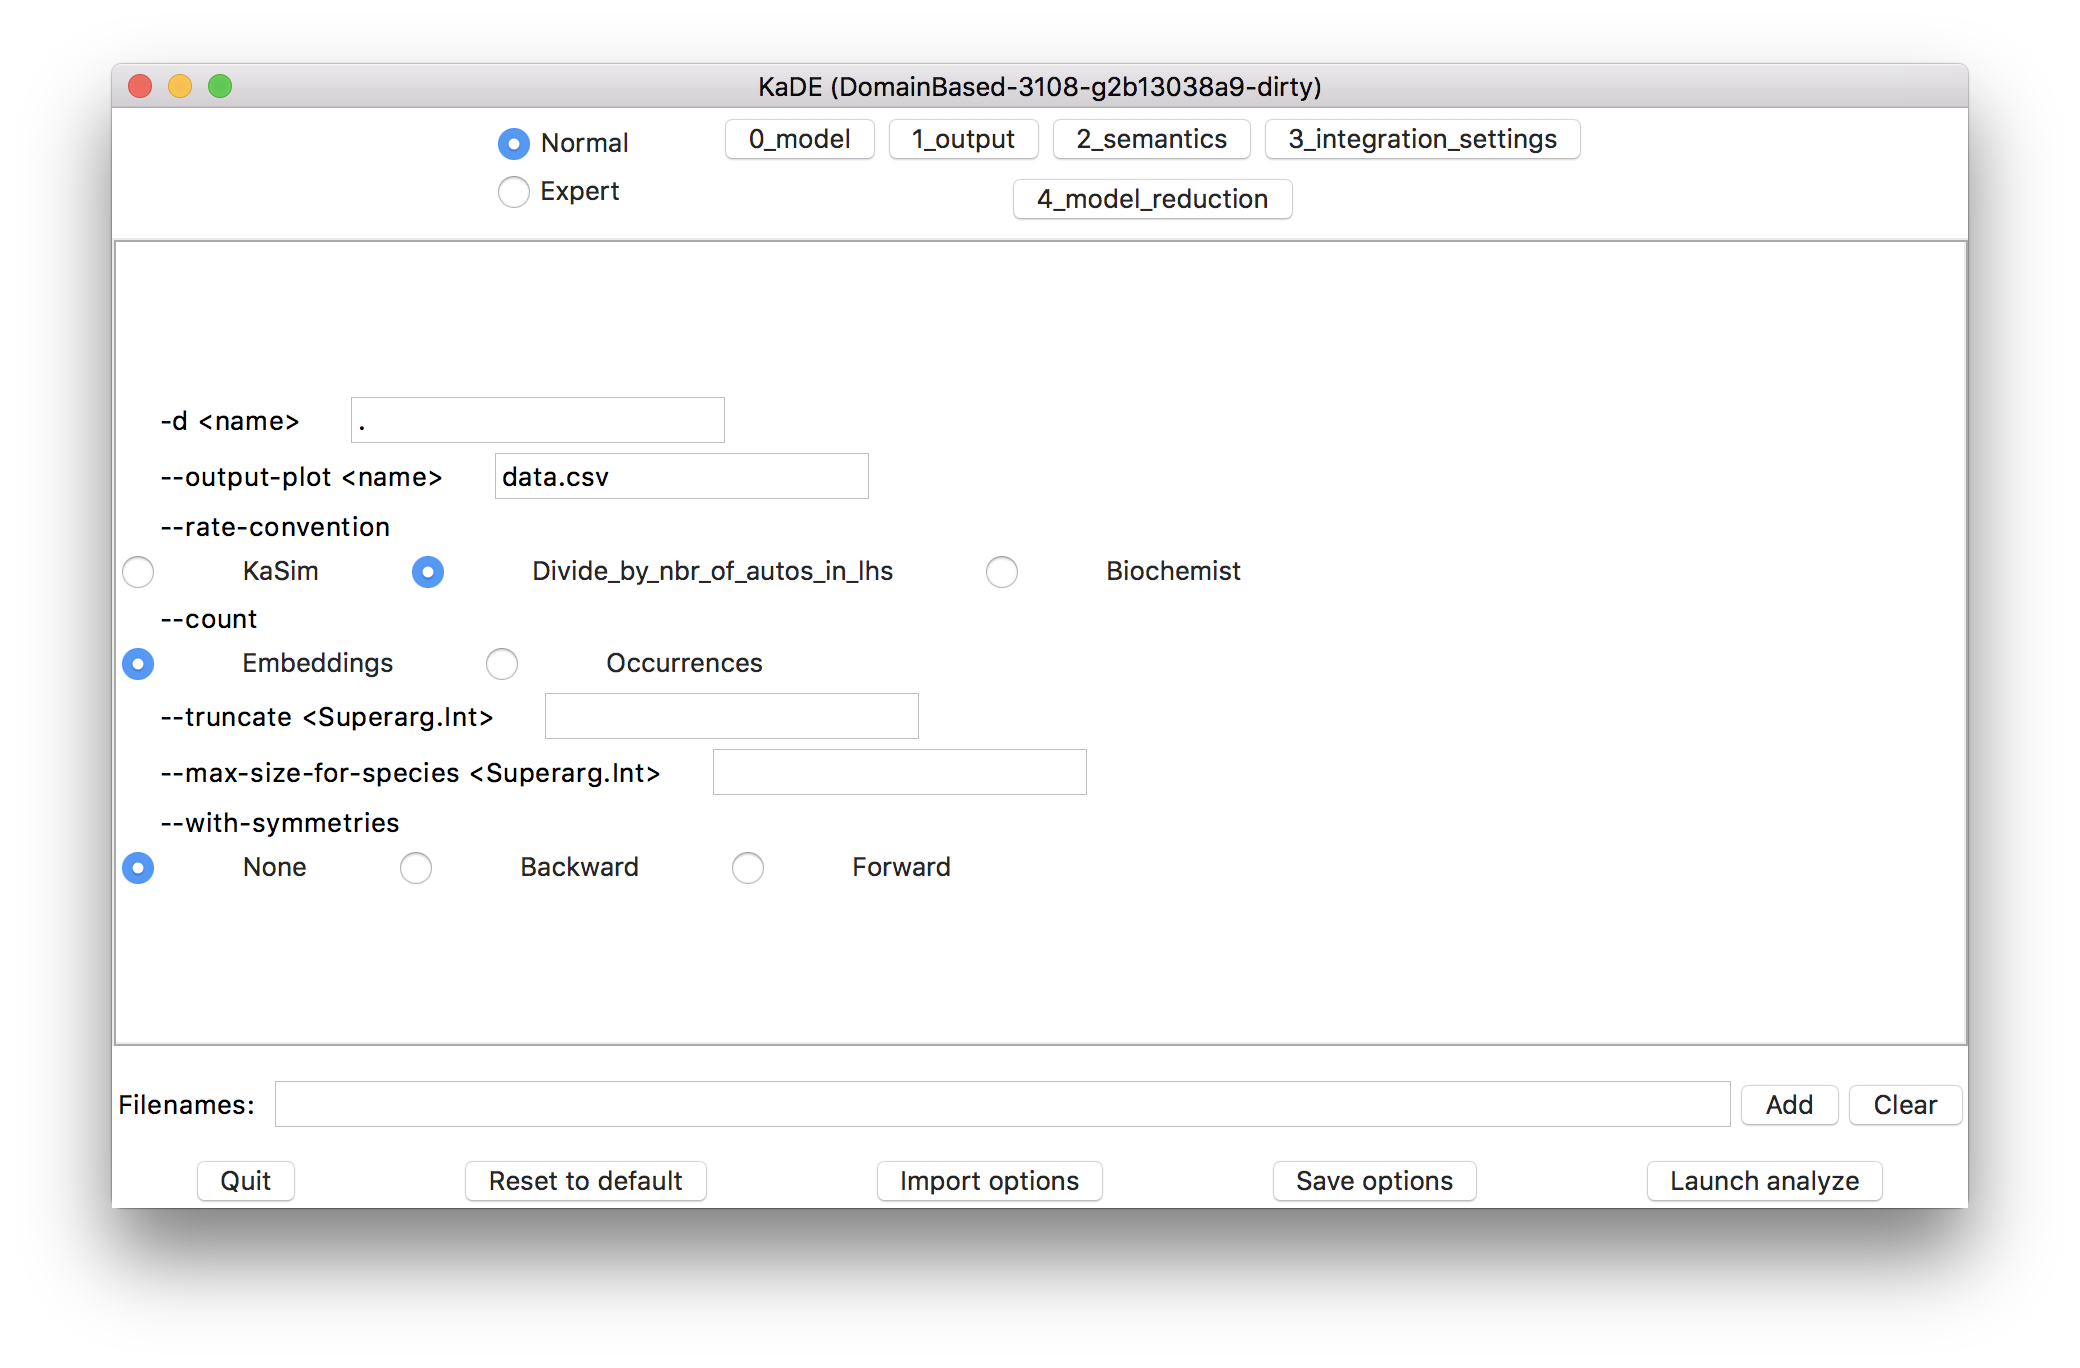 KaDE (DomainBased-3108-g2b13038a9-dirty)
Normal 0_model 1_output 2_semantics 3_integration_settings
Expert 4_model_reduction
-d <name> .
--output-plot <name> data.csv
--rate-convention
KaSim Divide_by_nbr_of_autos_in_lhs Biochemist
--count
Embeddings Occurrences
--truncate <Superarg.Int>
--max-size-for-species <Superarg.Int>
--with-symmetries
None Backward Forward
Filenames: Add Clear
Quit Reset to default Import options Save options Launch analyze